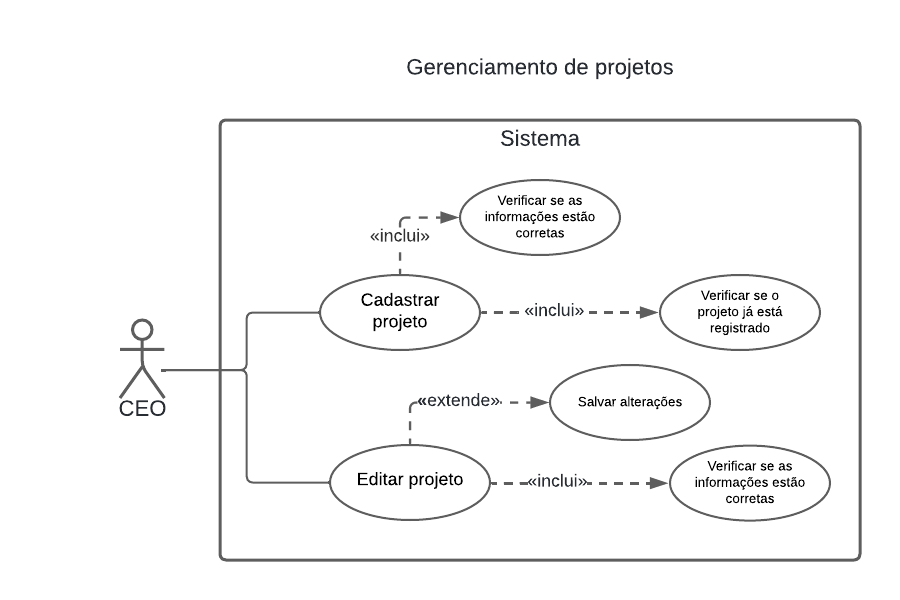 Gerenciamento de projetos
Sistema
Verificar se as
informações estão
corretas
«inclui»
Cadastrar
projeto
«inclui»
Verificar se o
projeto já está
registrado
CEO
«extende»
Salvar alterações
Editar projeto
«inclui»
Verificar se as
informações estão
corretas